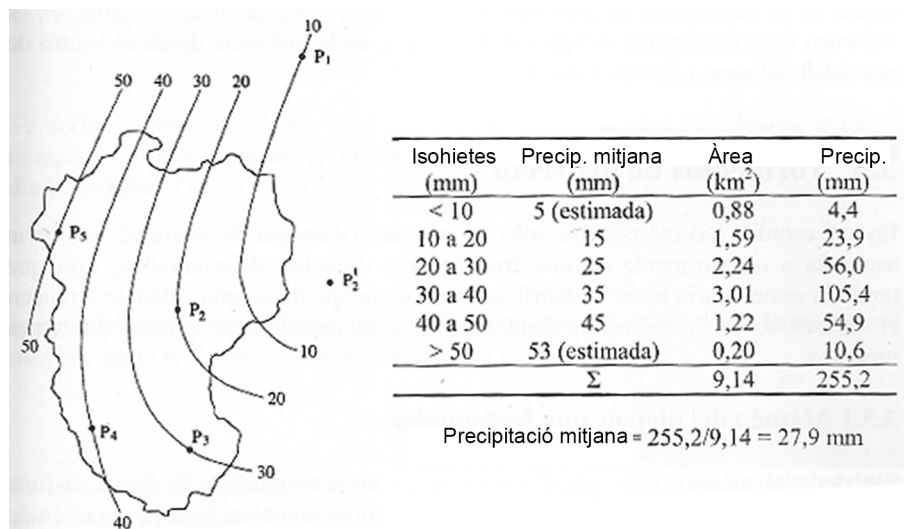 10
P₁
50 40 30 20
P₅
P'₂
P₂
50
10
20
P₄
P₃
30
40
Isohietes Precip. mitjana Àrea Precip.
(mm) (mm) (km²) (mm)
< 10 5 (estimada) 0,88 4,4
10 a 20 15 1,59 23,9
20 a 30 25 2,24 56,0
30 a 40 35 3,01 105,4
40 a 50 45 1,22 54,9
> 50 53 (estimada) 0,20 10,6
Σ 9,14 255,2
Precipitació mitjana = 255,2/9,14 = 27,9 mm